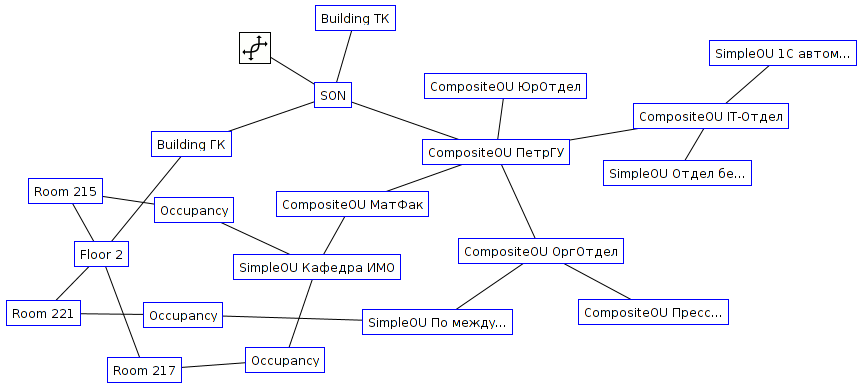 Building ТК
SimpleOU 1С автом...
CompositeOU ЮрОтдел
SON
CompositeOU IT-Отдел
Building ГК
CompositeOU ПетрГУ
SimpleOU Отдел бе...
Room 215
Occupancy
CompositeOU МатФак
Floor 2
CompositeOU ОргОтдел
SimpleOU Кафедра ИМО
Room 221
Occupancy
SimpleOU По между...
CompositeOU Пресс...
Room 217
Occupancy